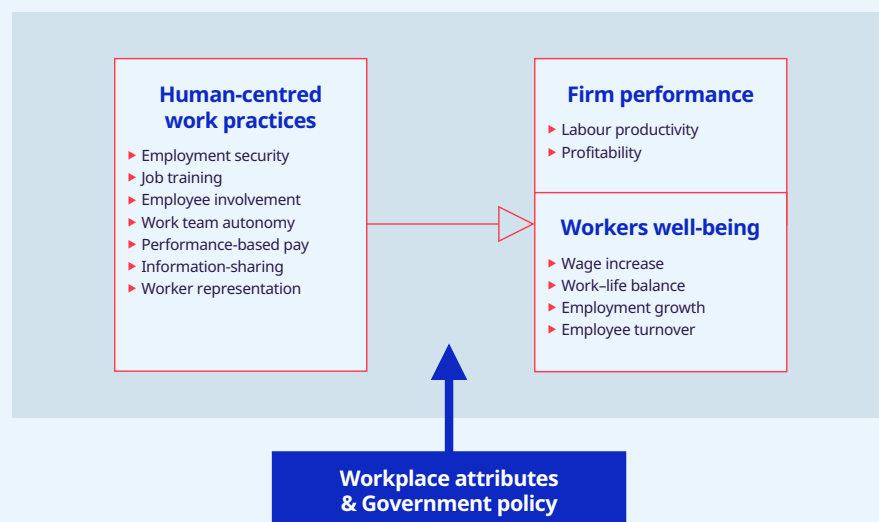 Human-centred
work practices
Employment security
Job training
Employee involvement
Work team autonomy
Performance-based pay
Information-sharing
Worker representation
Firm performance
Labour productivity
Profitability
Workers well-being
Wage increase
Work–life balance
Employment growth
Employee turnover
Workplace attributes
& Government policy